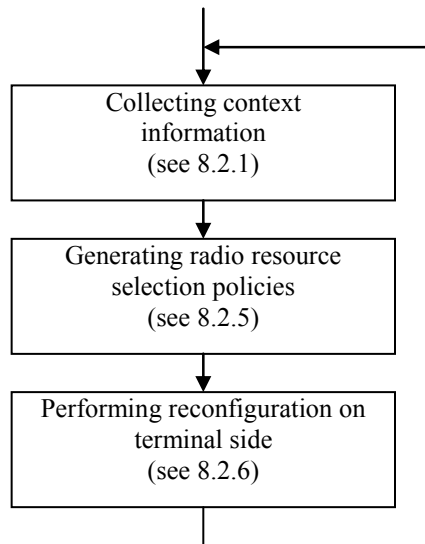 Collecting context
information
(see 8.2.1)
Generating radio resource
selection policies
(see 8.2.5)
Performing reconfiguration on
terminal side
(see 8.2.6)